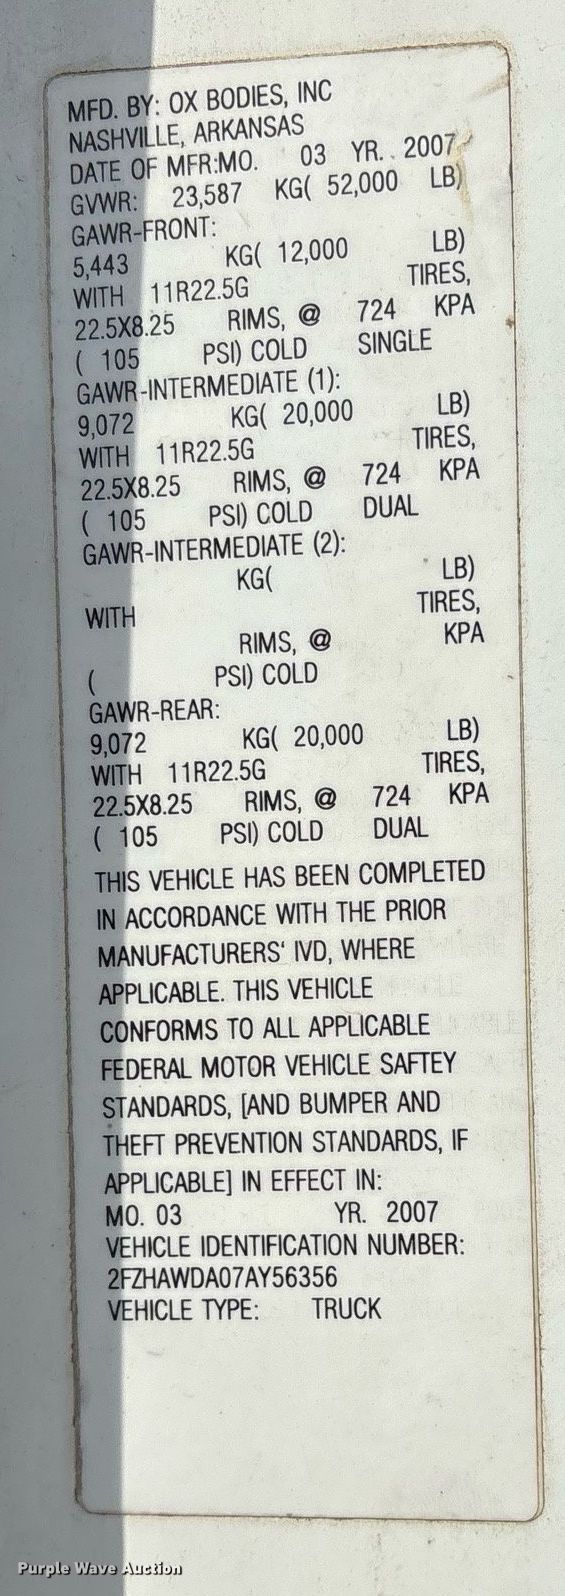 MFD. BY: OX BODIES, INC
NASHVILLE, ARKANSAS
DATE OF MFR:MO. 03 YR. 2007
GVWR: 23,587 KG( 52,000 LB)
GAWR-FRONT:
5,443 KG( 12,000 LB)
WITH 11R22.5G TIRES,
22.5X8.25 RIMS, @ 724 KPA
( 105 PSI) COLD SINGLE
GAWR-INTERMEDIATE (1):
9,072 KG( 20,000 LB)
WITH 11R22.5G TIRES,
22.5X8.25 RIMS, @ 724 KPA
( 105 PSI) COLD DUAL
GAWR-INTERMEDIATE (2):
KG( LB)
WITH TIRES,
RIMS, @ KPA
( PSI) COLD
GAWR-REAR:
9,072 KG( 20,000 LB)
WITH 11R22.5G TIRES,
22.5X8.25 RIMS, @ 724 KPA
( 105 PSI) COLD DUAL
THIS VEHICLE HAS BEEN COMPLETED
IN ACCORDANCE WITH THE PRIOR
MANUFACTURERS' IVD, WHERE
APPLICABLE. THIS VEHICLE
CONFORMS TO ALL APPLICABLE
FEDERAL MOTOR VEHICLE SAFTEY
STANDARDS, [AND BUMPER AND
THEFT PREVENTION STANDARDS, IF
APPLICABLE] IN EFFECT IN:
MO. 03 YR. 2007
VEHICLE IDENTIFICATION NUMBER:
2FZHAWDA07AY56356
VEHICLE TYPE: TRUCK
Purple Wave Auction